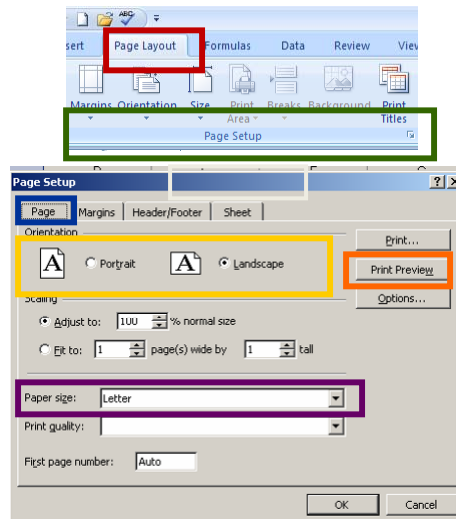 ABC
sert Page Layout Formulas Data Review Viev
Margins Orientation Size Print Area Breaks Background Print Titles
Page Setup
Page Setup
Page Margins Header/Footer Sheet
Orientation
A Portrait A Landscape
Scaling
Adjust to: 100 % normal size
Fit to: 1 page(s) wide by 1 tall
Paper size: Letter
Print quality:
First page number: Auto
Print...
Print Preview
Options...
OK Cancel